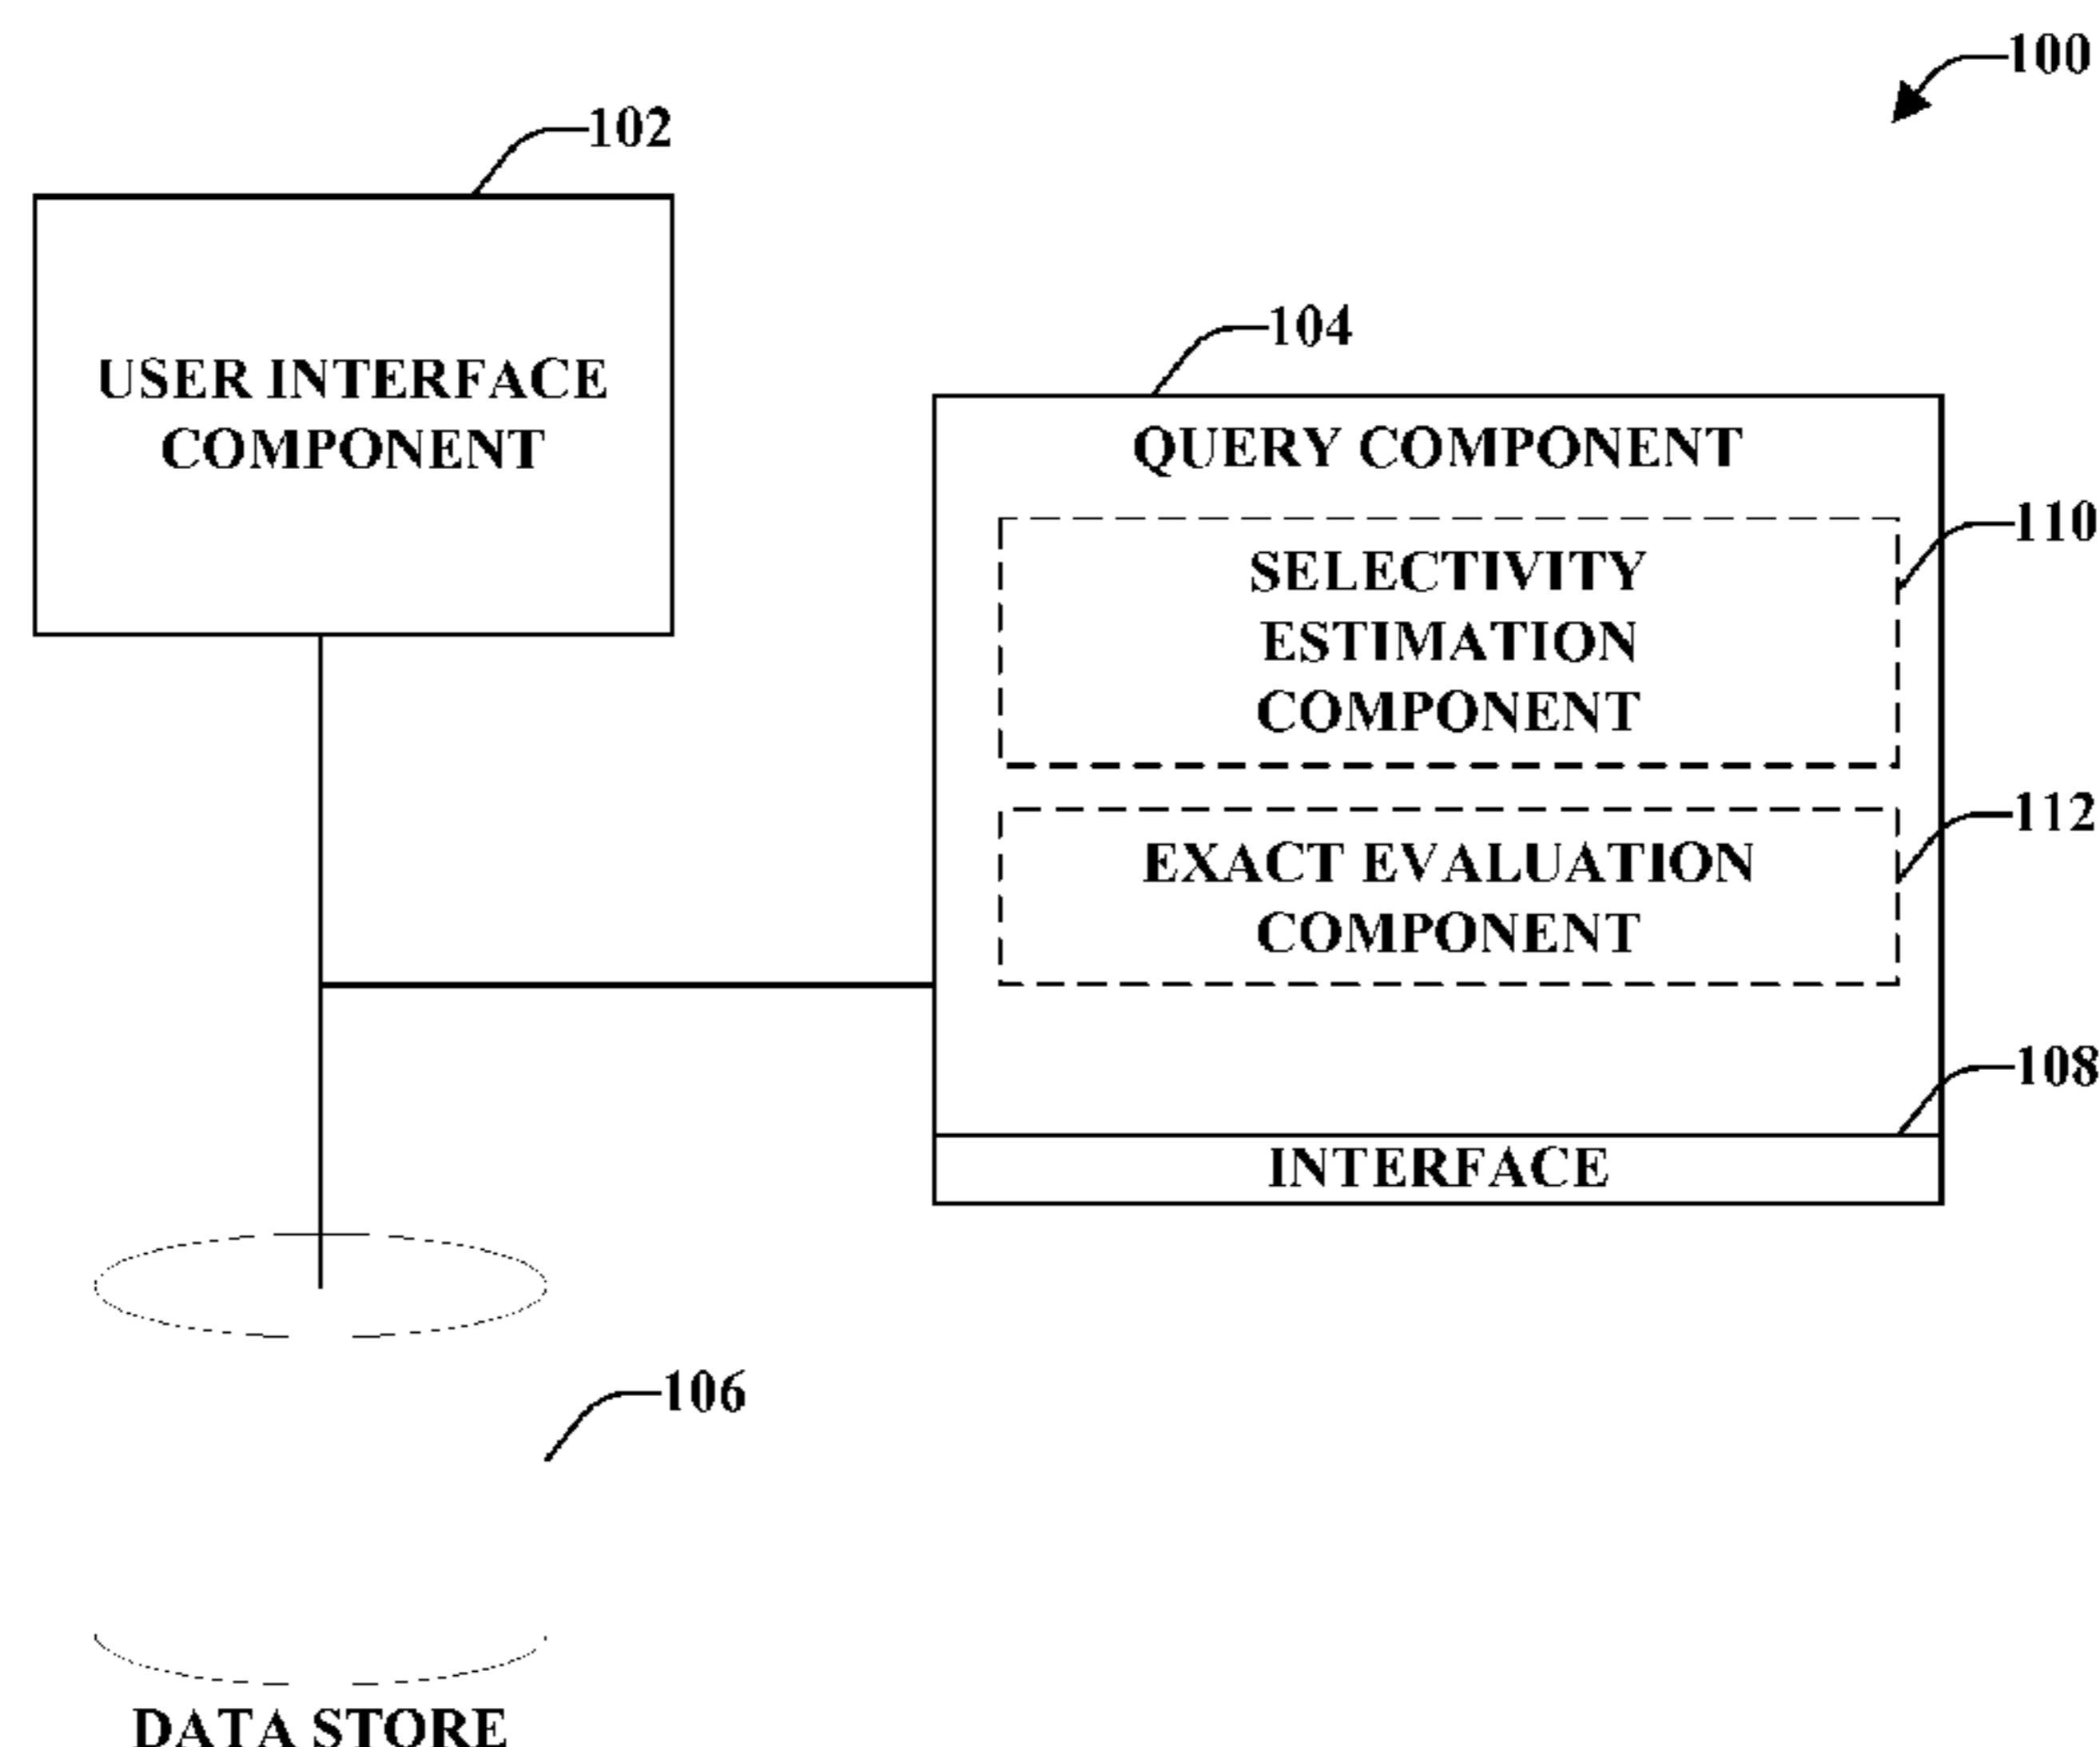 100
102
USER INTERFACE
COMPONENT
104
QUERY COMPONENT
110
SELECTIVITY
ESTIMATION
COMPONENT
112
EXACT EVALUATION
COMPONENT
108
INTERFACE
106
DATA STORE